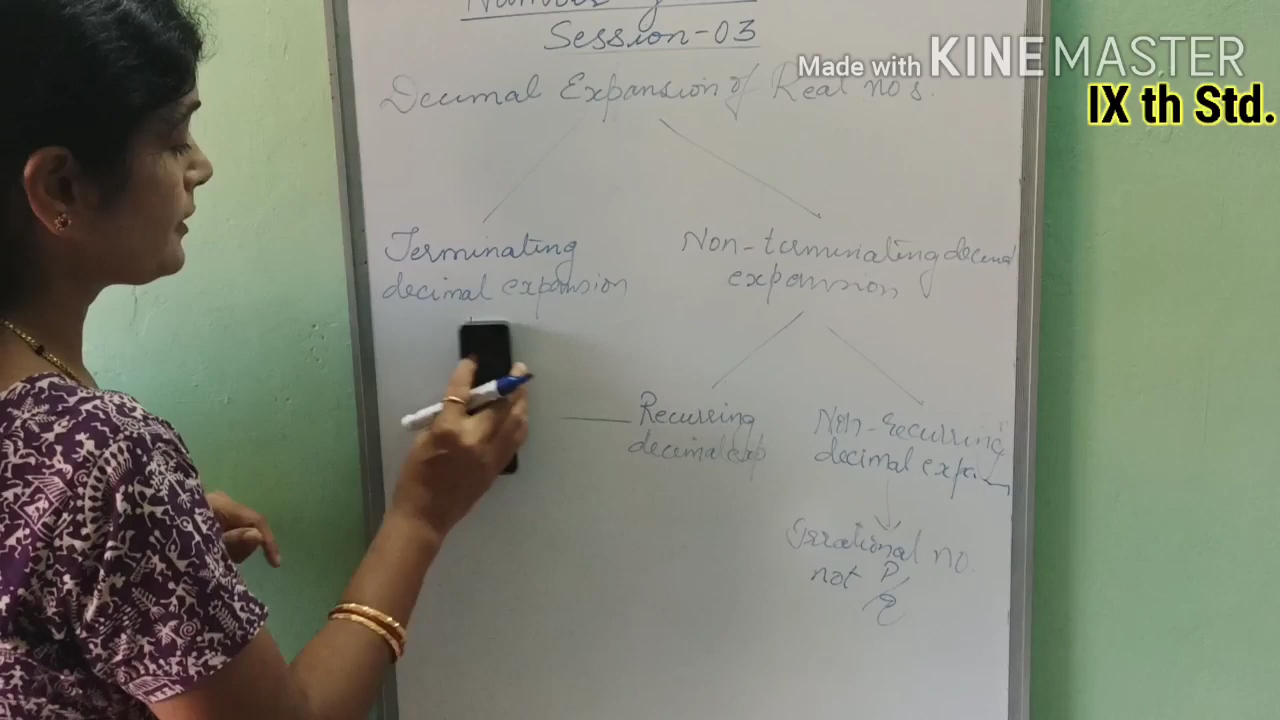 Session-03
Made with KINEMASTER
IX th Std.
Decimal Expansion of Real no s.
Terminating
decimal expansion
Non-terminating decimal
expansion
Recurring
decimal exp
Non-recurring
decimal expan
Irrational no.
not P/q